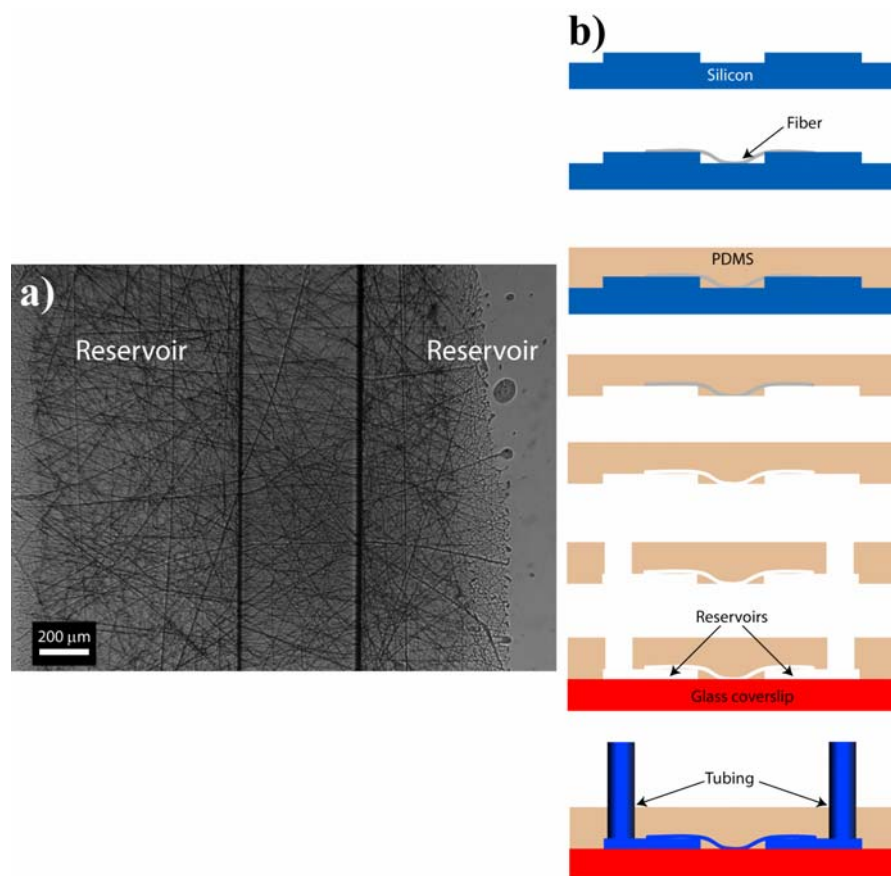 a)
Reservoir
Reservoir
200 μm
b)
Silicon
Fiber
PDMS
Reservoirs
Glass coverslip
Tubing